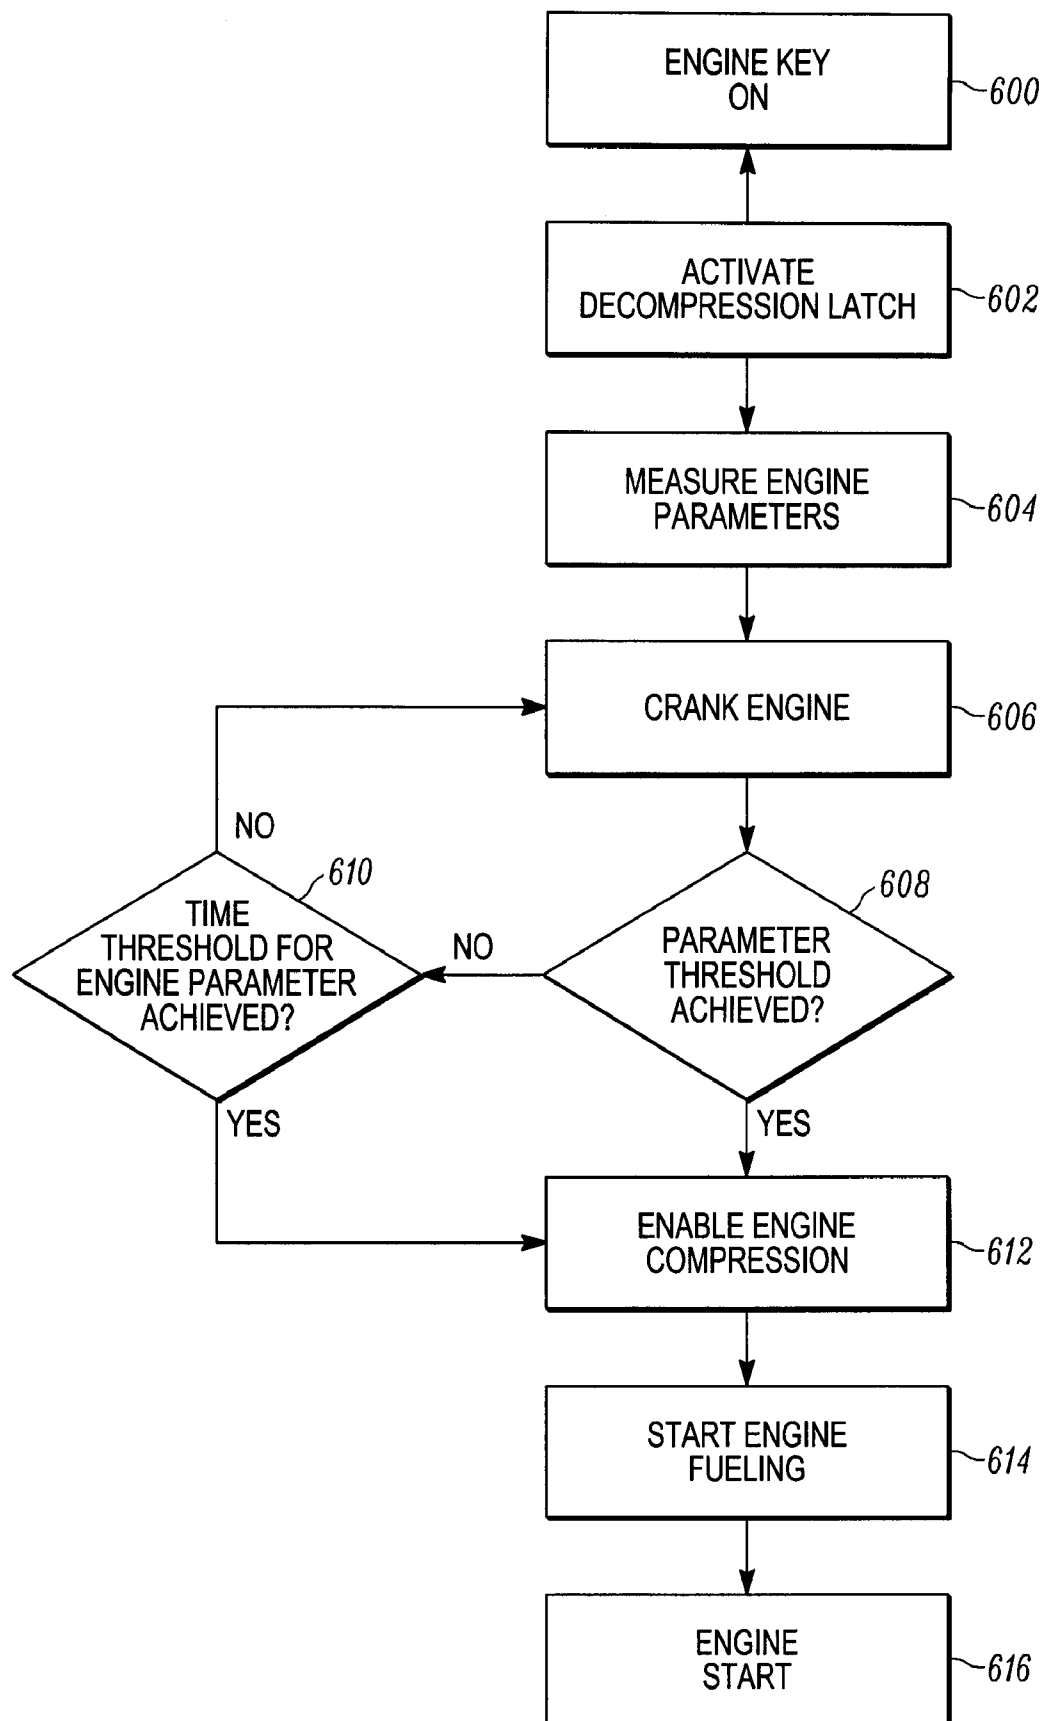 ENGINE KEY
ON
600
ACTIVATE
DECOMPRESSION LATCH
602
MEASURE ENGINE
PARAMETERS
604
CRANK ENGINE
606
NO
610
TIME
THRESHOLD FOR
ENGINE PARAMETER
ACHIEVED?
NO
608
PARAMETER
THRESHOLD
ACHIEVED?
YES
YES
ENABLE ENGINE
COMPRESSION
612
START ENGINE
FUELING
614
ENGINE
START
616